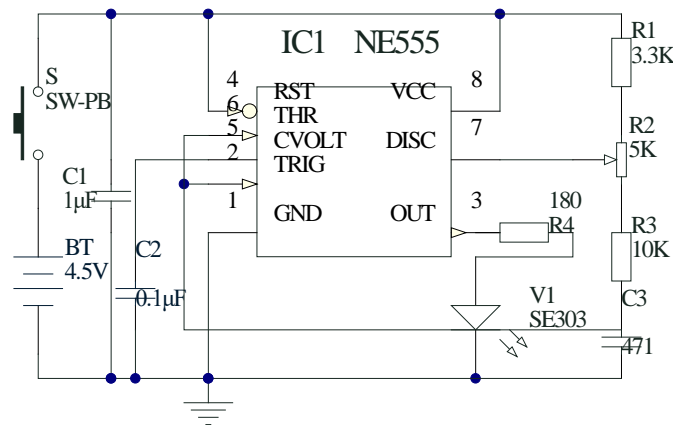 IC1 NE555
R1
3.3K
S
SW-PB
4
RST
VCC
8
6
THR
5
CVOLT
DISC
7
R2
5K
2
TRIG
C1
1μF
1
GND
OUT
3
180
R4
R3
10K
BT
4.5V
C2
0.1μF
V1
SE303
C3
471